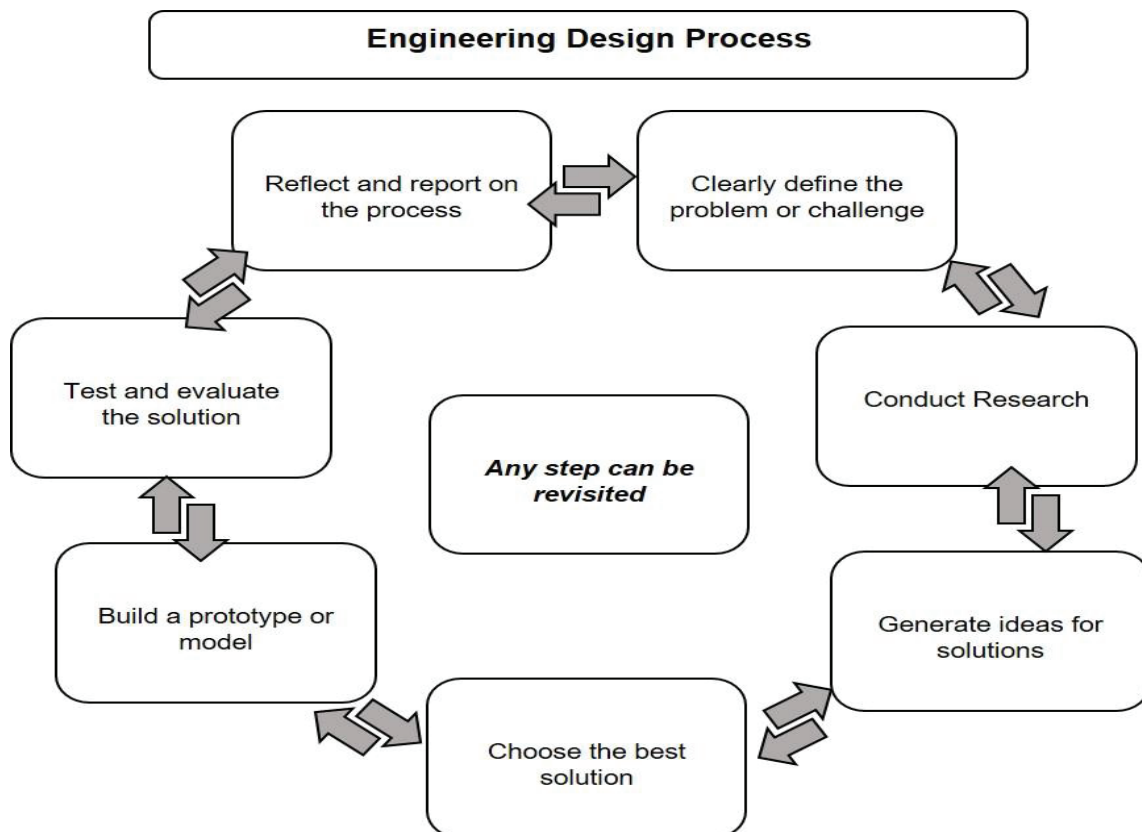 Engineering Design Process
Reflect and report on
the process
Clearly define the
problem or challenge
Test and evaluate
the solution
Conduct Research
Any step can be
revisited
Build a prototype or
model
Generate ideas for
solutions
Choose the best
solution